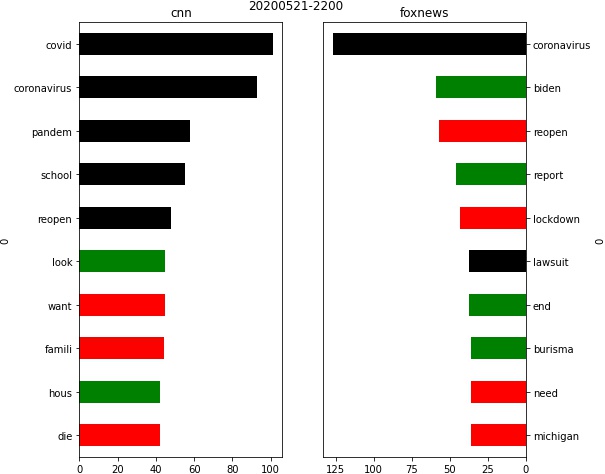 20200521-2200
cnn
foxnews
covid
coronavirus
pandem
school
reopen
look
want
famili
hous
die
0
0 20 40 60 80 100
coronavirus
biden
reopen
report
lockdown
lawsuit
end
burisma
need
michigan
0
125 100 75 50 25 0